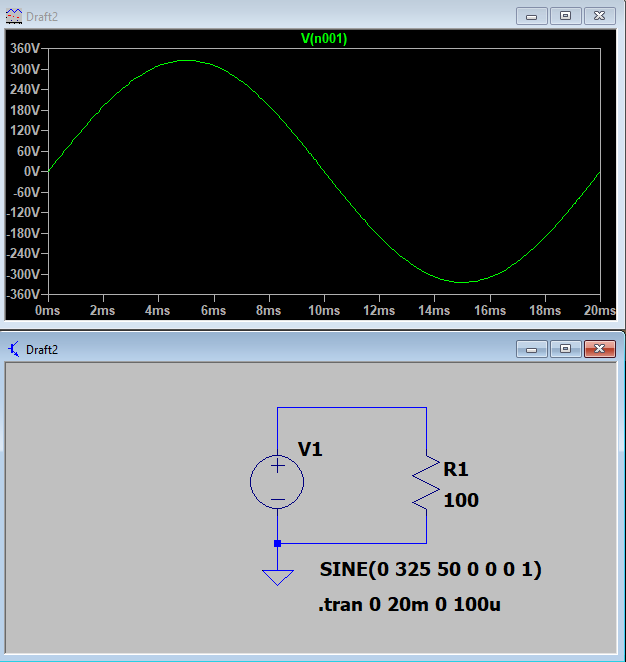 Draft2
V(n001)
360V
300V
240V
180V
120V
60V
0V
-60V
-120V
-180V
-240V
-300V
-360V
0ms 2ms 4ms 6ms 8ms 10ms 12ms 14ms 16ms 18ms 20ms
Draft2
V1
R1
100
SINE(0 325 50 0 0 0 1)
.tran 0 20m 0 100u